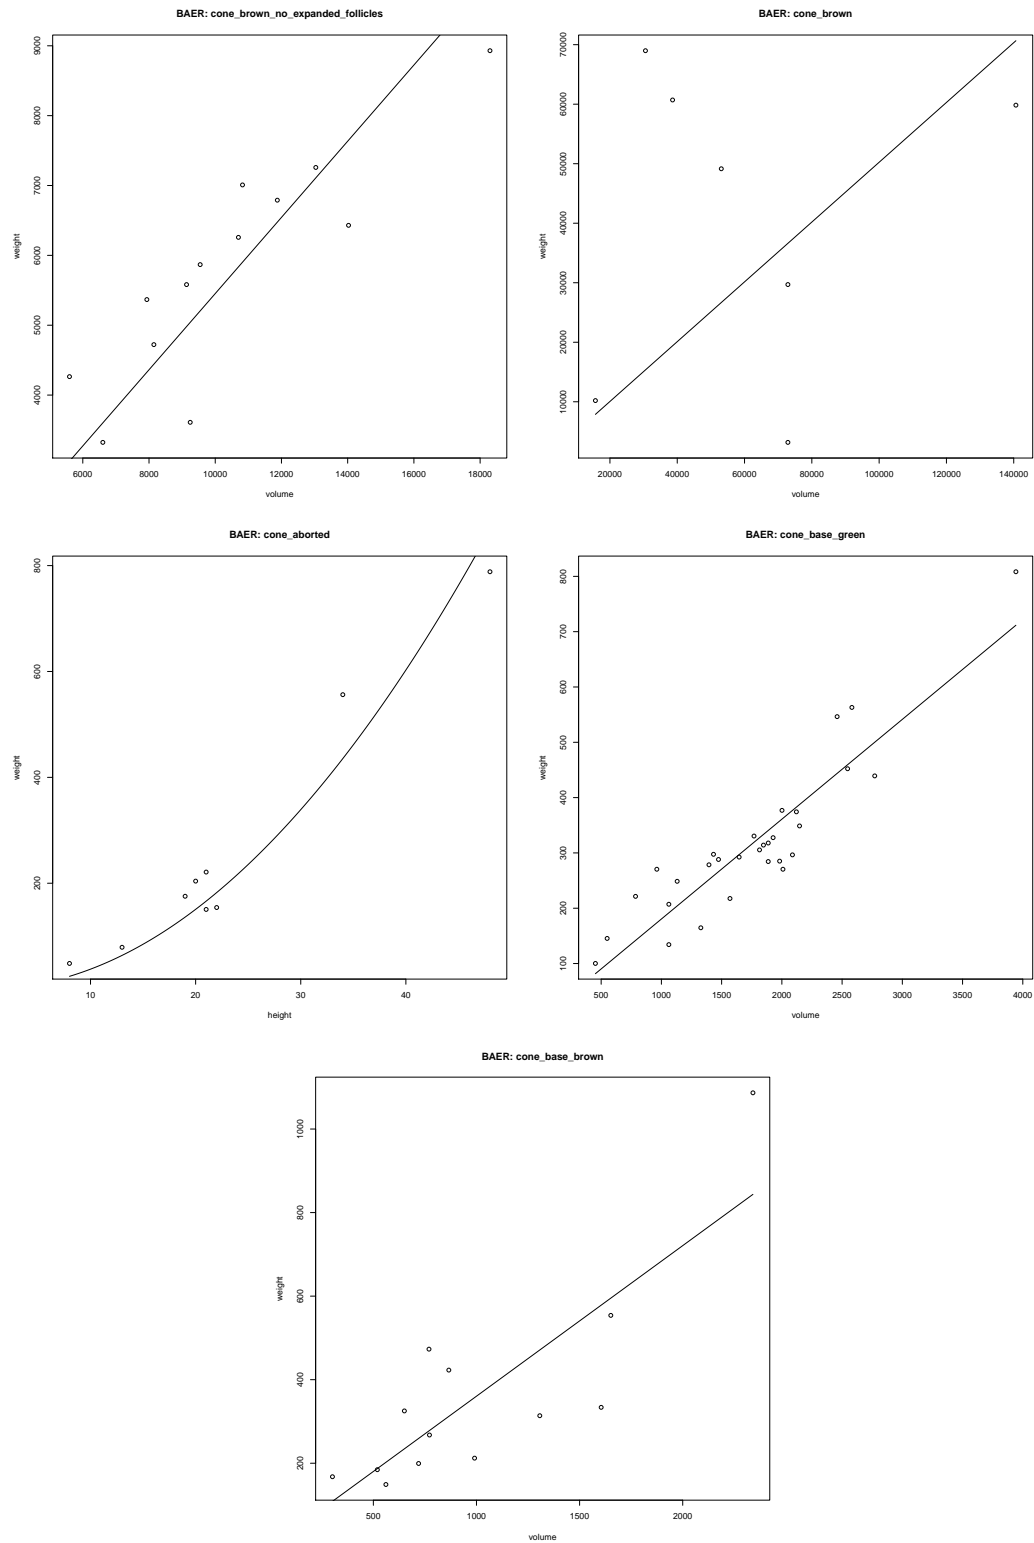 BAER: cone_brown_no_expanded_follicles
weight
9000
8000
7000
6000
5000
4000
6000 8000 10000 12000 14000 16000 18000
volume
BAER: cone_brown
weight
70000
60000
50000
40000
30000
20000
10000
20000 40000 60000 80000 100000 120000 140000
volume
BAER: cone_aborted
weight
800
600
400
200
10 20 30 40
height
BAER: cone_base_green
weight
800
700
600
500
400
300
200
100
500 1000 1500 2000 2500 3000 3500 4000
volume
BAER: cone_base_brown
weight
1000
800
600
400
200
500 1000 1500 2000
volume